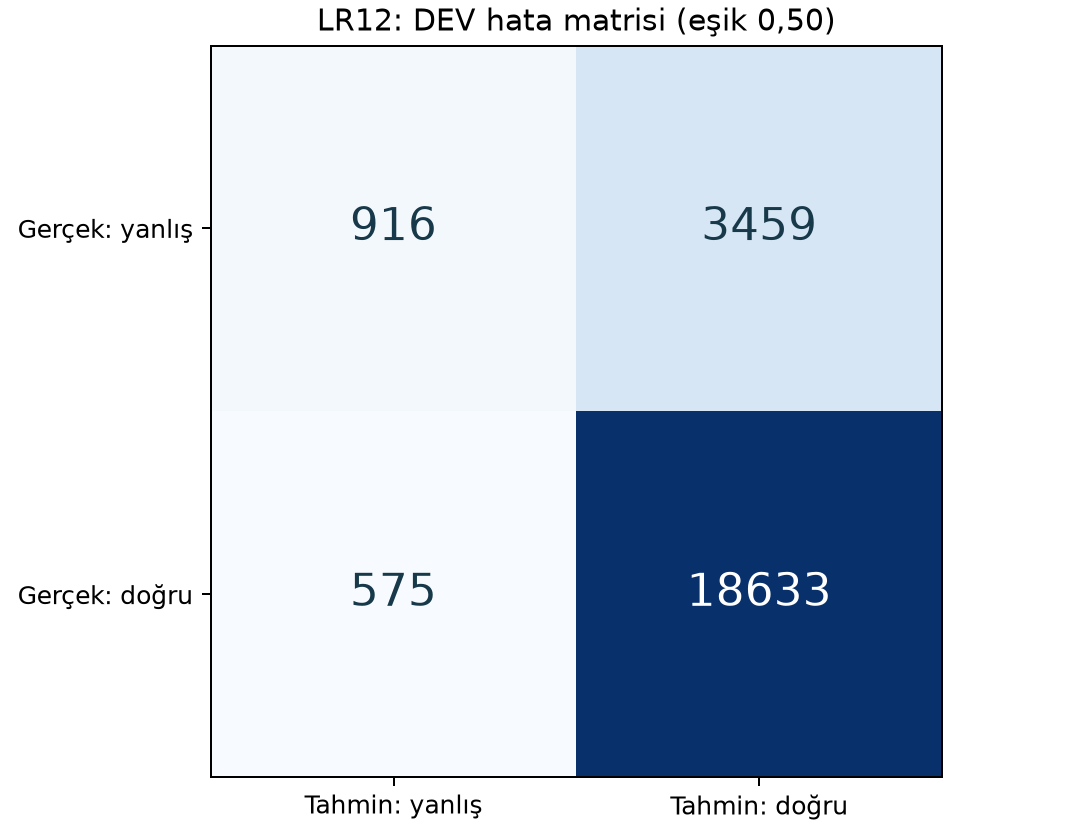 LR12: DEV hata matrisi (eşik 0,50)
Gerçek: yanlış
916
3459
Gerçek: doğru
575
18633
Tahmin: yanlış
Tahmin: doğru